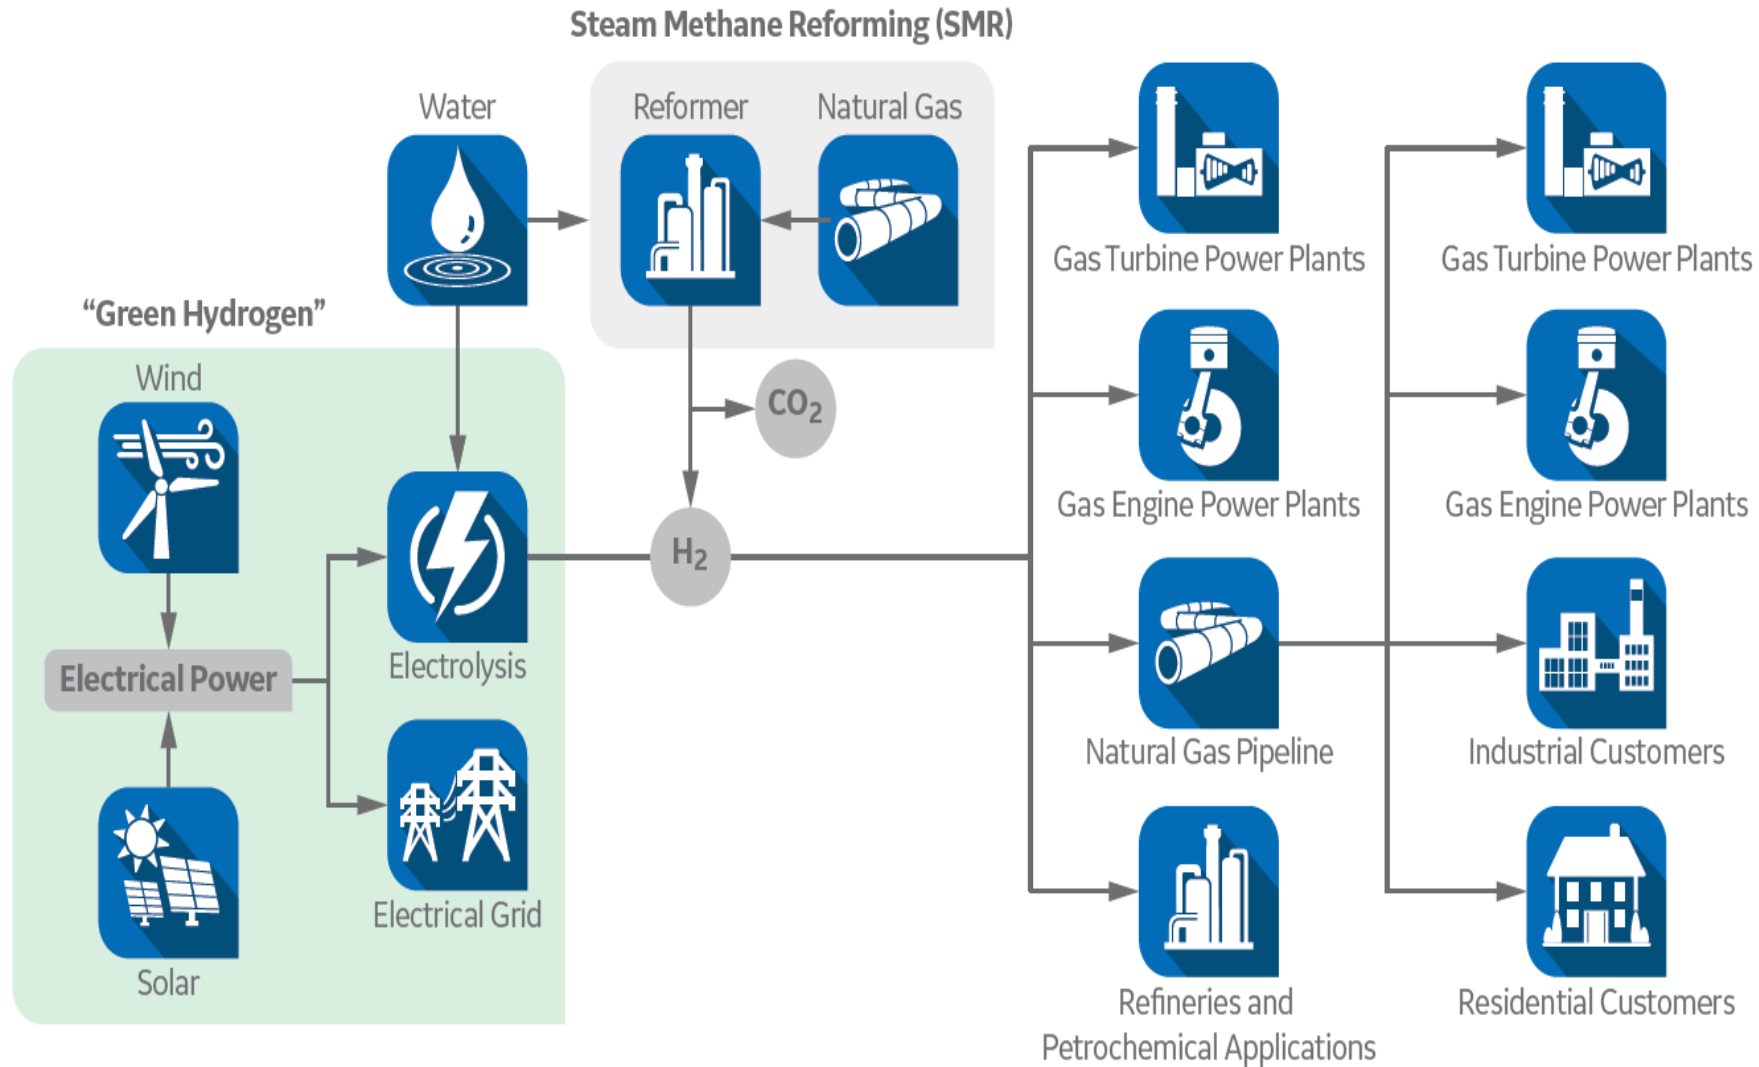 Steam Methane Reforming (SMR)
Water
Reformer
Natural Gas
“Green Hydrogen”
Wind
Electrical Power
Solar
Electrolysis
Electrical Grid
CO₂
H₂
Gas Turbine Power Plants
Gas Engine Power Plants
Natural Gas Pipeline
Refineries and
Petrochemical Applications
Gas Turbine Power Plants
Gas Engine Power Plants
Industrial Customers
Residential Customers